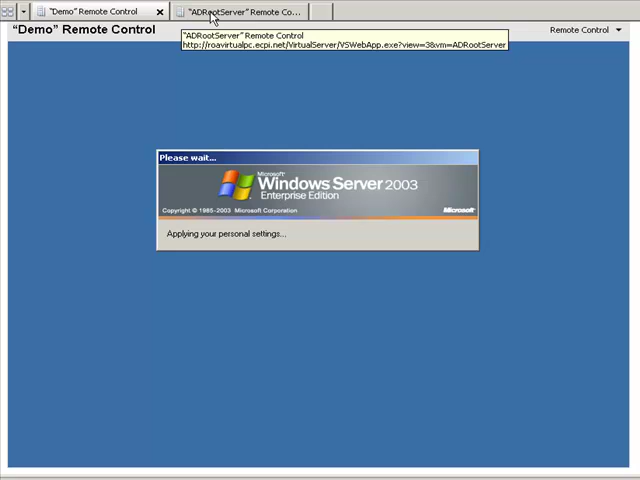 "Demo" Remote Control
"ADRootServer" Remote Co...
"Demo" Remote Control
Remote Control
"ADRootServer" Remote Control
http://roavirtualpc.ecpi.net/VirtualServer/VSWebApp.exe?view=3&vm=ADRootServer
Please wait...
Microsoft®
Windows Server 2003
Enterprise Edition
Copyright © 1985-2003 Microsoft Corporation
Microsoft
Applying your personal settings...